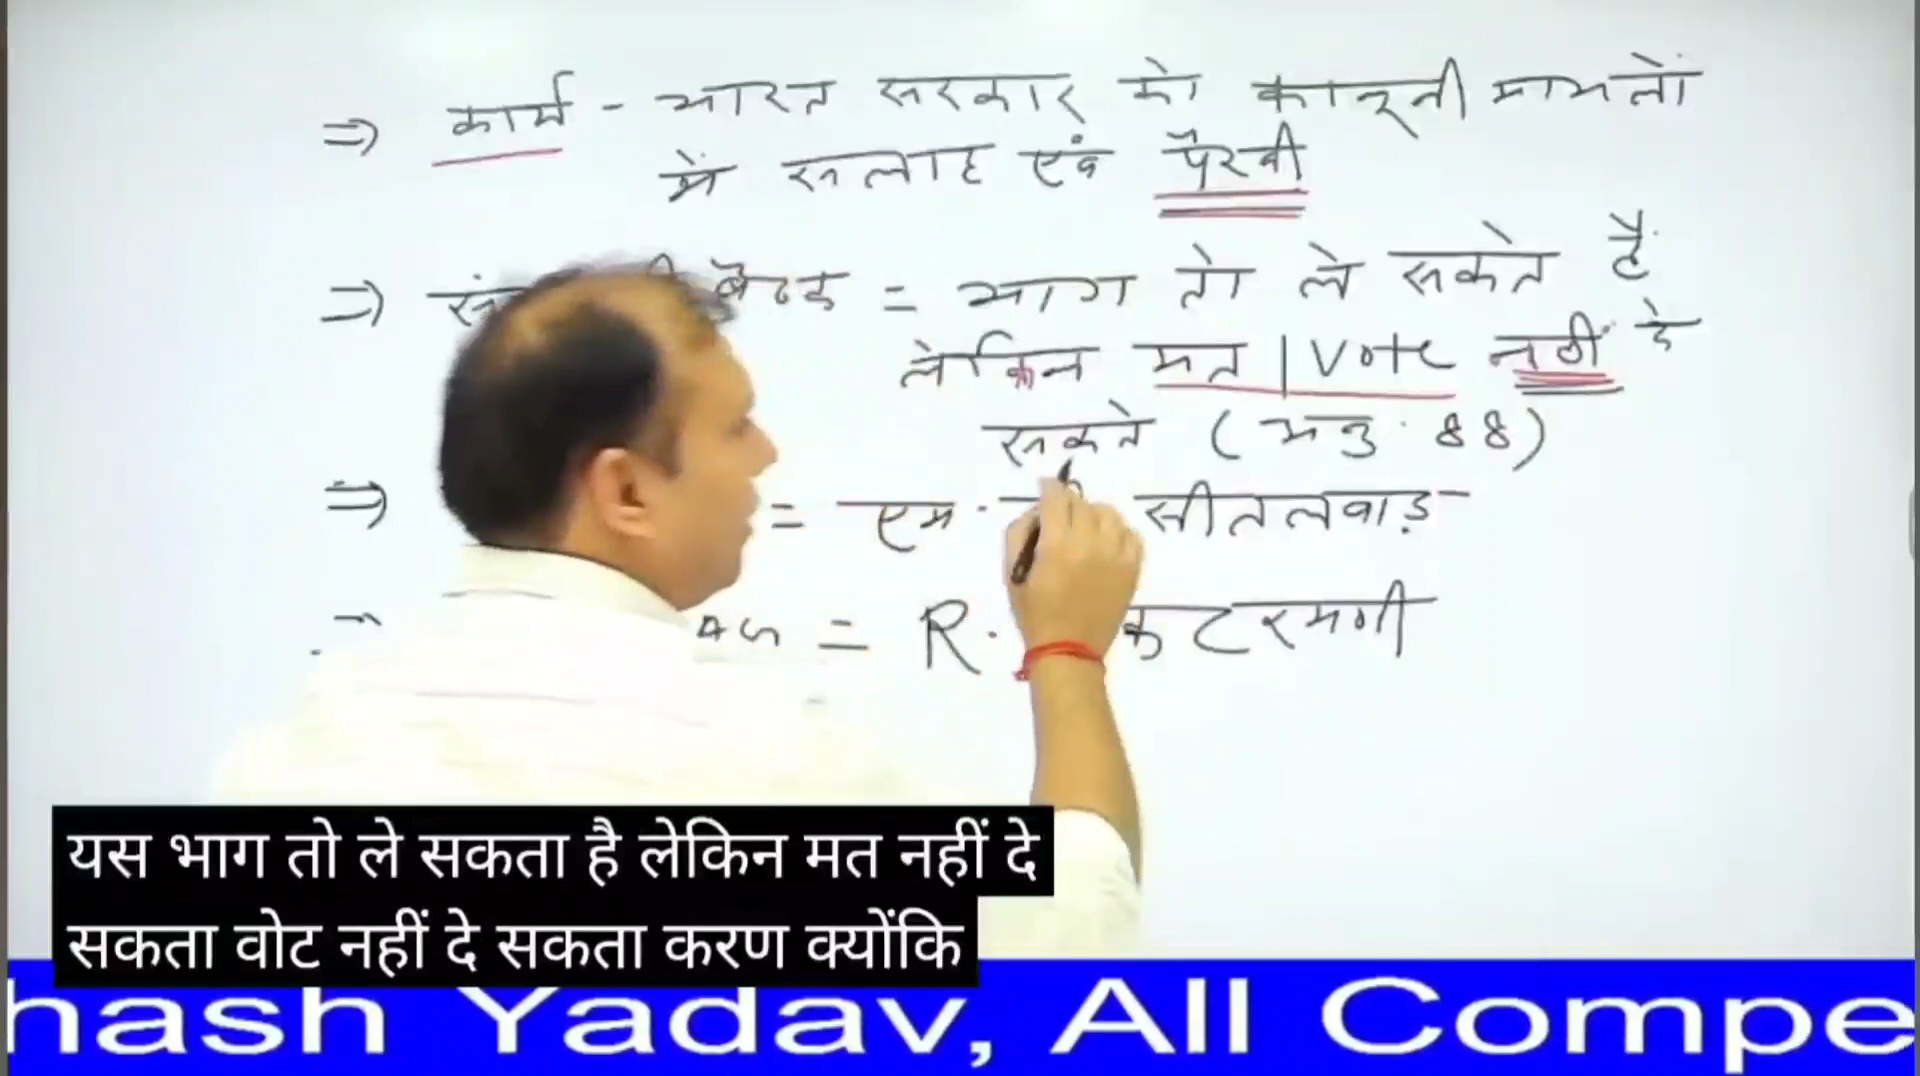 ⇒ कार्य - भारत सरकार को कानूनी मामलों
में सलाह एवं पैरवी
⇒ बैठक = भाग तो ले सकते हैं
लेकिन मत | Vote नहीं दे
सकते (अनु. 88)
⇒ = एम. सीतलवाड़
AG = R. कटरमणी
यस भाग तो ले सकता है लेकिन मत नहीं दे
सकता वोट नहीं दे सकता करण क्योंकि
hash Yadav, All Compe